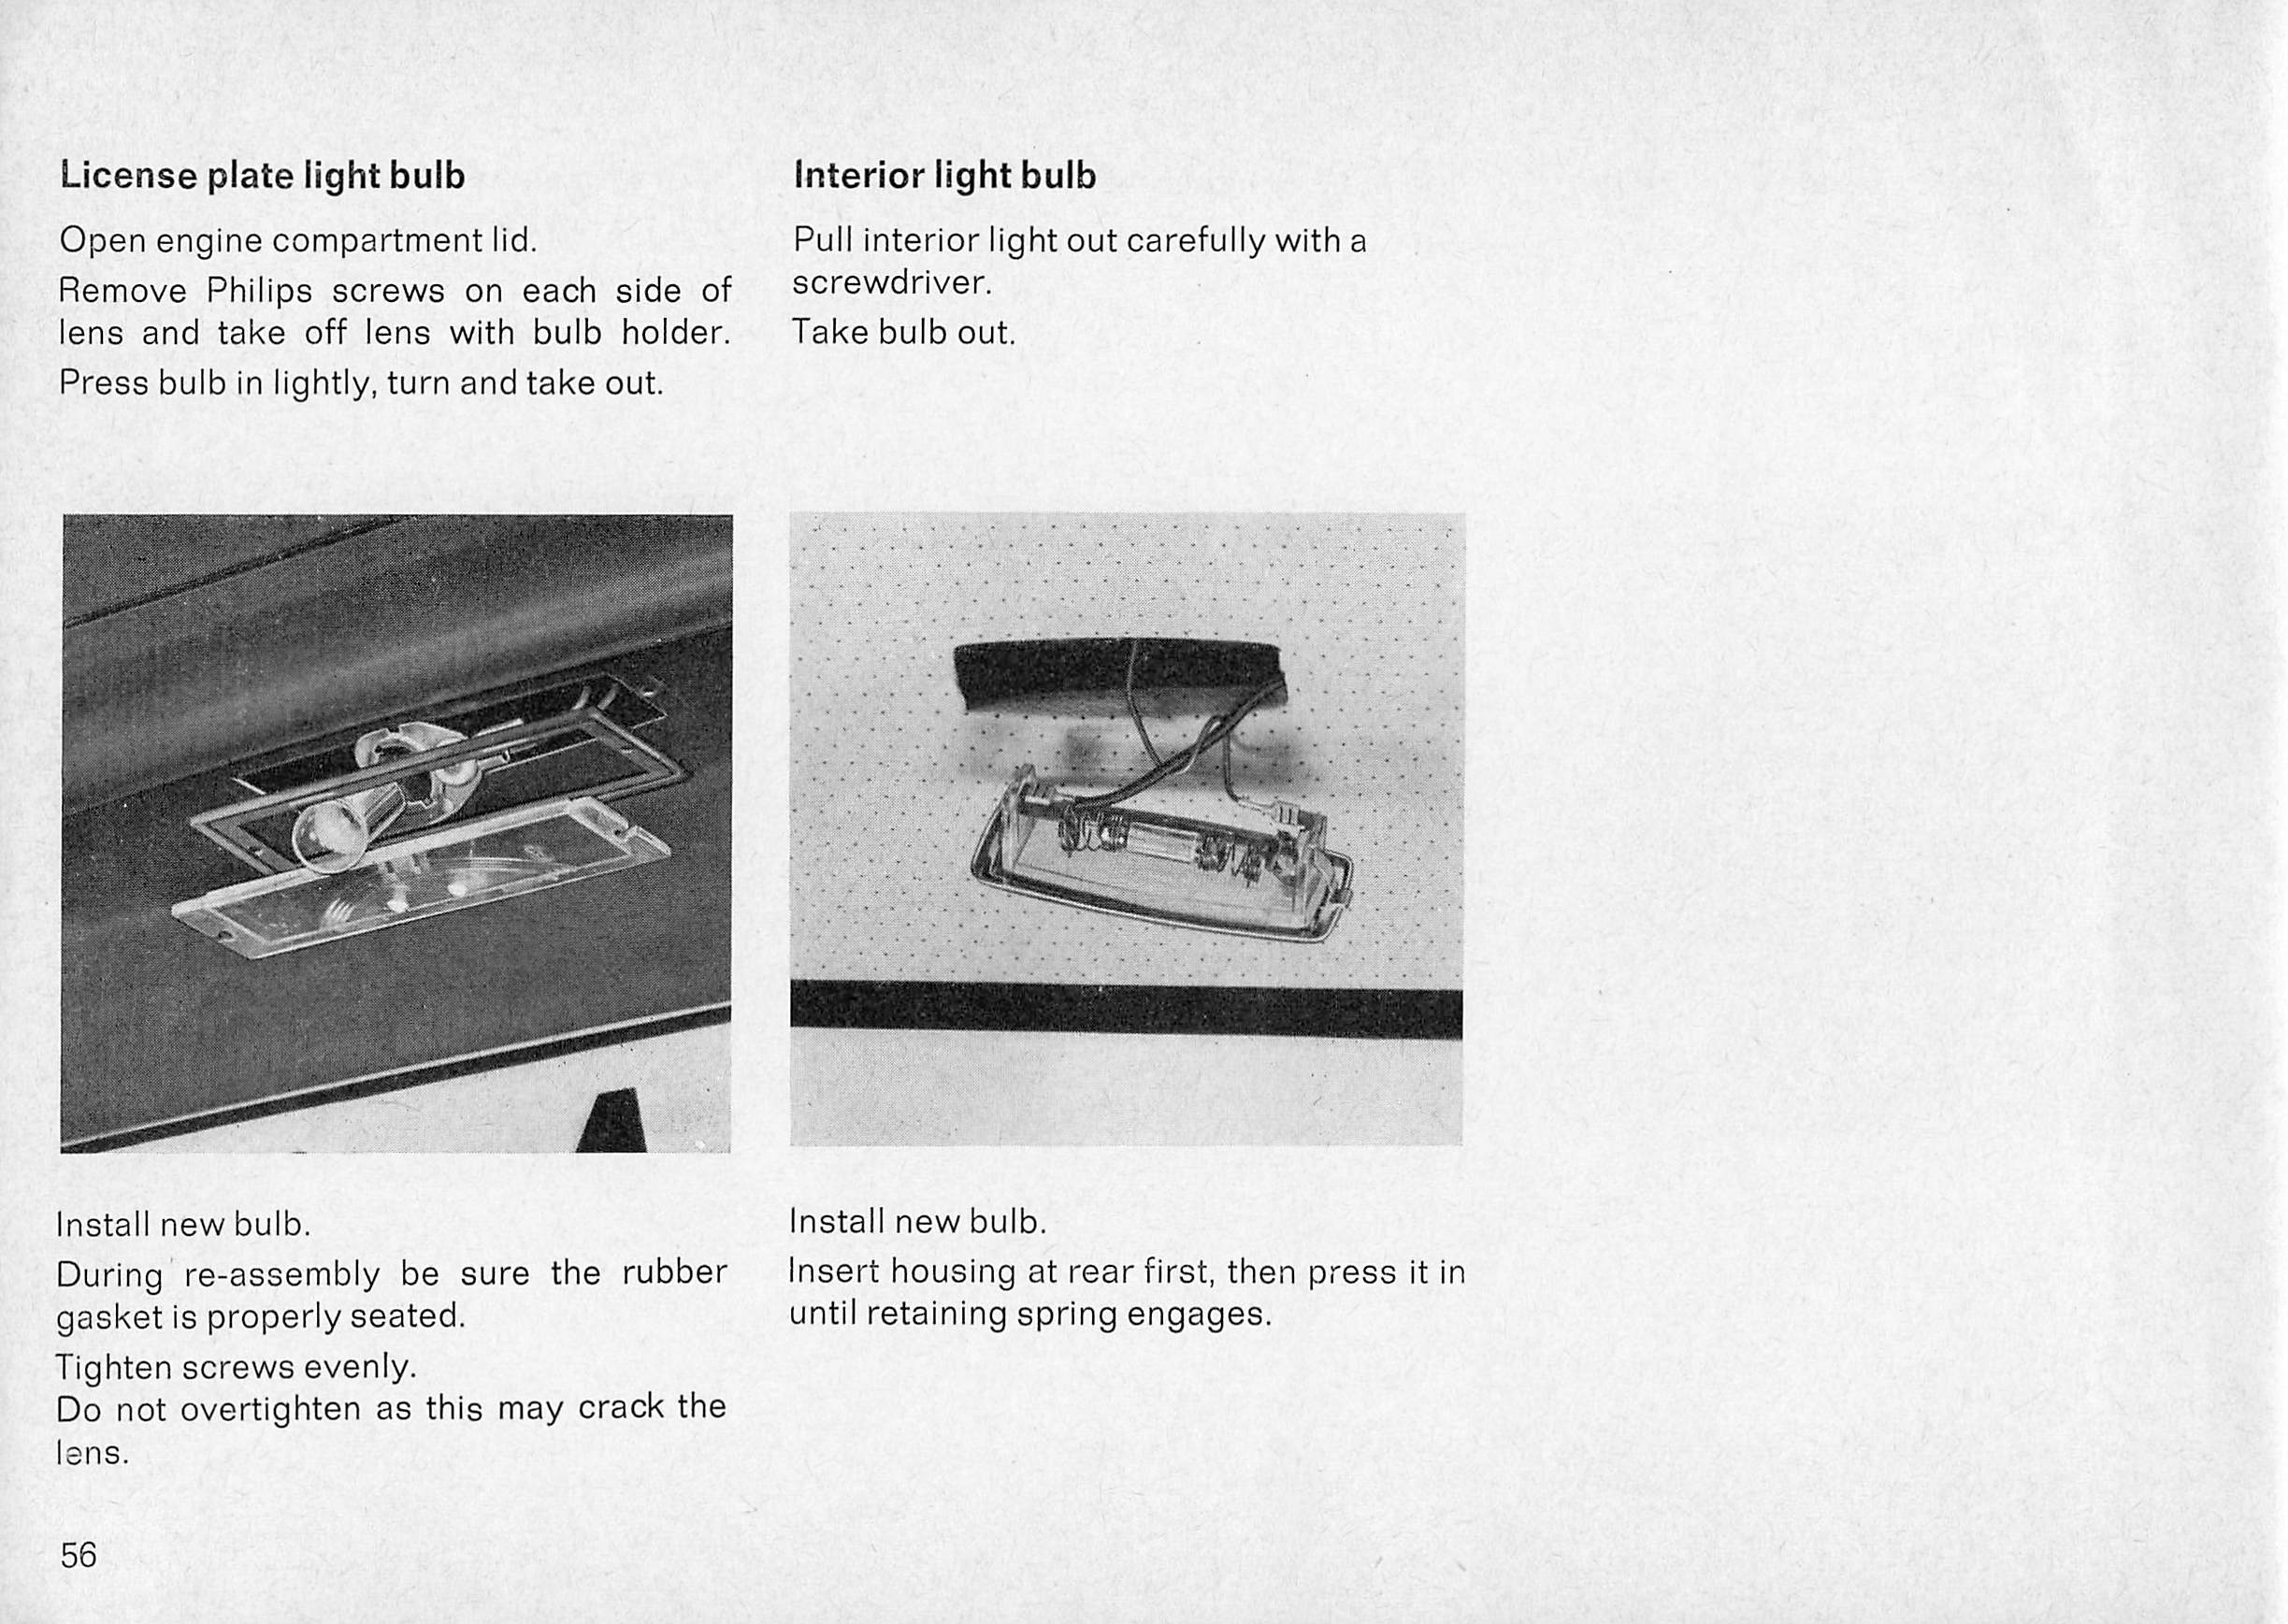 License plate light bulb
Open engine compartment lid.
Remove Philips screws on each side of
lens and take off lens with bulb holder.
Press bulb in lightly, turn and take out.
Install new bulb.
During re-assembly be sure the rubber
gasket is properly seated.
Tighten screws evenly.
Do not overtighten as this may crack the
lens.
Interior light bulb
Pull interior light out carefully with a
screwdriver.
Take bulb out.
Install new bulb.
Insert housing at rear first, then press it in
until retaining spring engages.
56